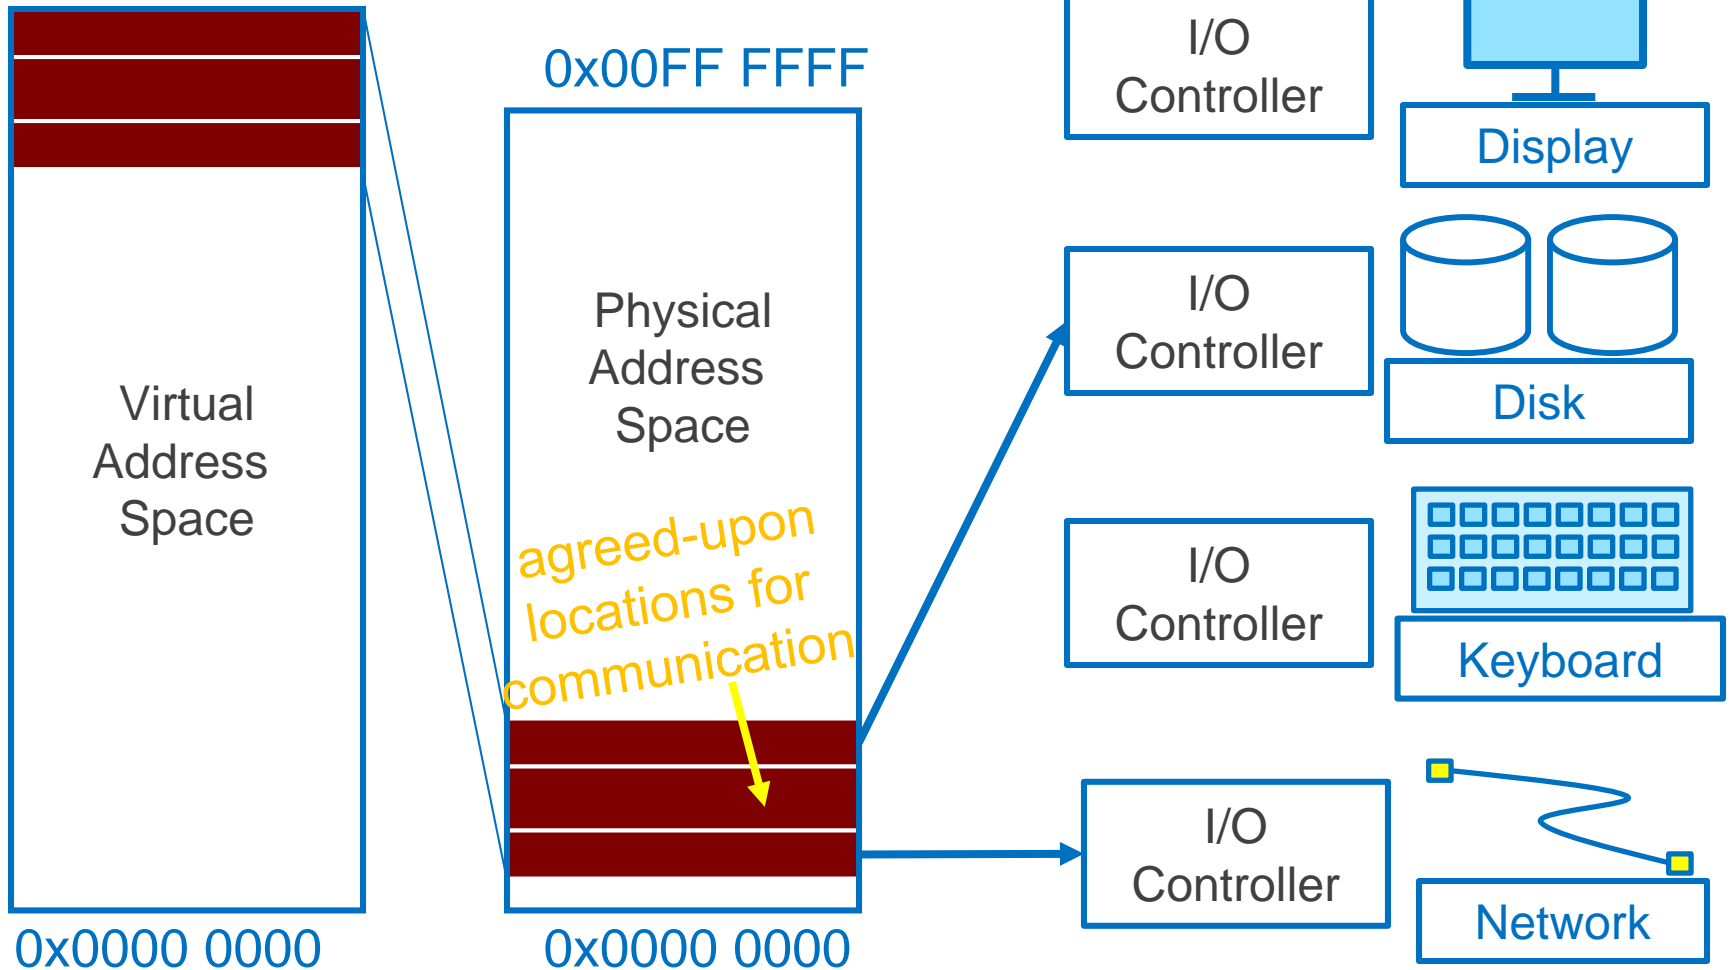 Virtual
Address
Space
0x0000 0000
0x00FF FFFF
Physical
Address
Space
agreed-upon
locations for
communication
0x0000 0000
I/O
Controller
Display
I/O
Controller
Disk
I/O
Controller
Keyboard
I/O
Controller
Network